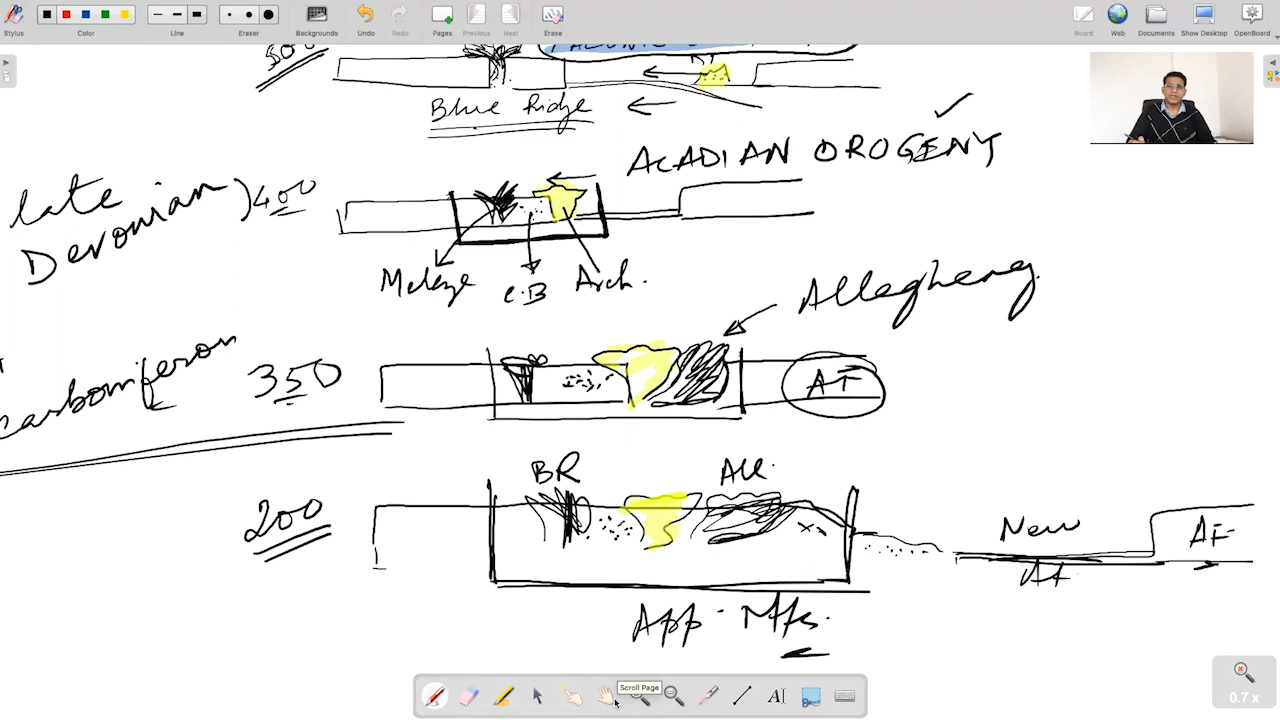 Stylus
Color
Line
Eraser
Backgrounds
Undo
Redo
Pages
Previous
Next
Erase
Board
Web
Documents
Show Desktop
OpenBoard
500
Blue Ridge
ACADIAN OROGENY
late
Devonian) 400
Melange
C.B
Arch.
Allegheny
Carboniferou
350
AF
BR
All.
200
New
At
AF
App. Mts.
Scroll Page
0.7 x